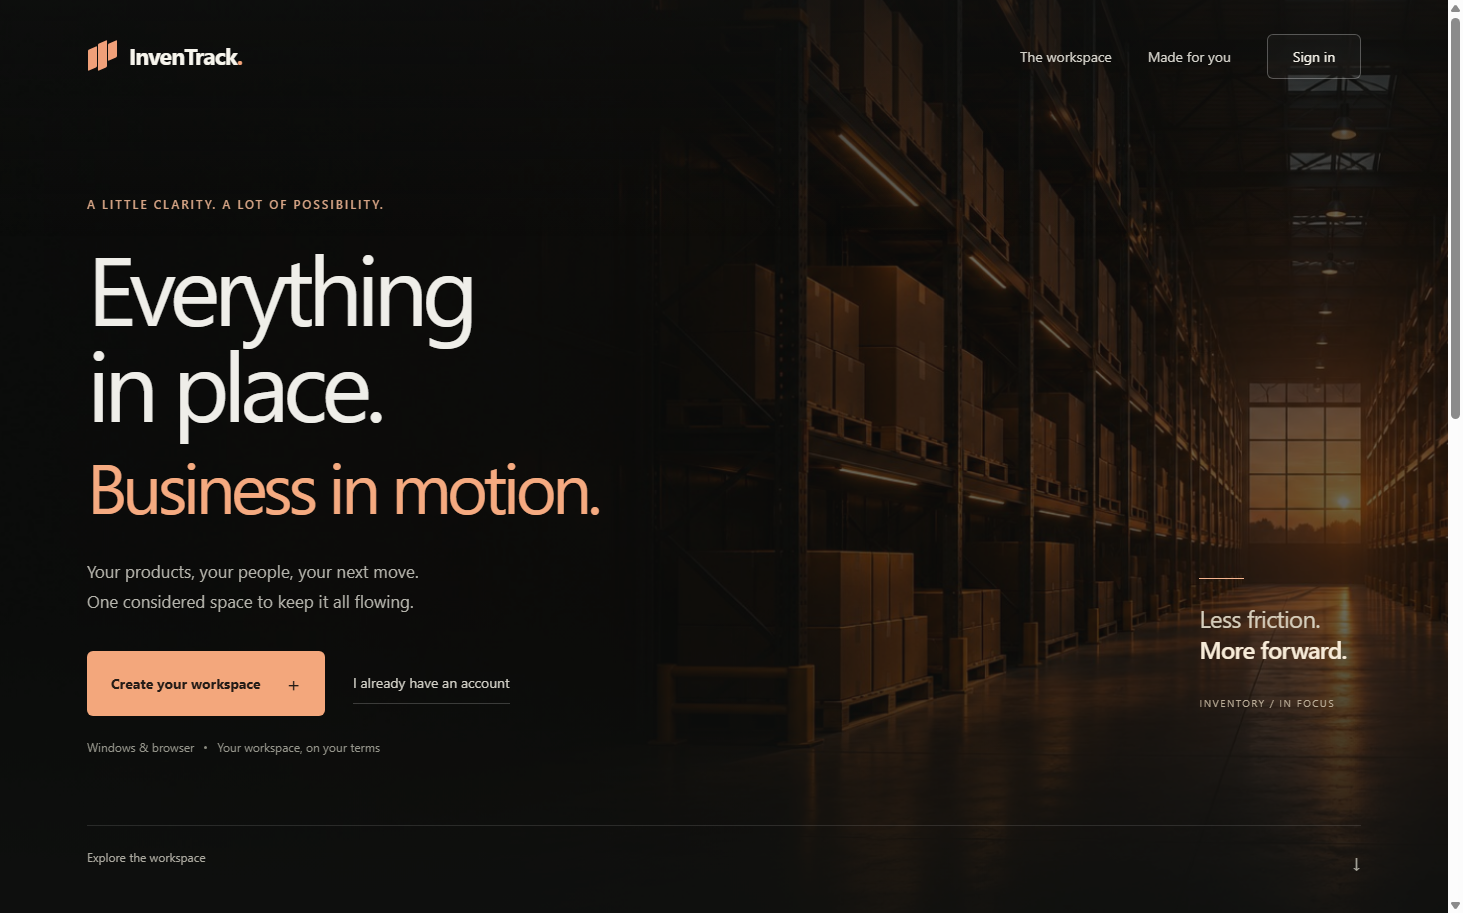 InvenTrack.
The workspace
Made for you
Sign in
A LITTLE CLARITY. A LOT OF POSSIBILITY.
Everything
in place.
Business in motion.
Your products, your people, your next move.
One considered space to keep it all flowing.
Create your workspace +
I already have an account
Windows & browser • Your workspace, on your terms
Less friction.
More forward.
INVENTORY / IN FOCUS
Explore the workspace ↓